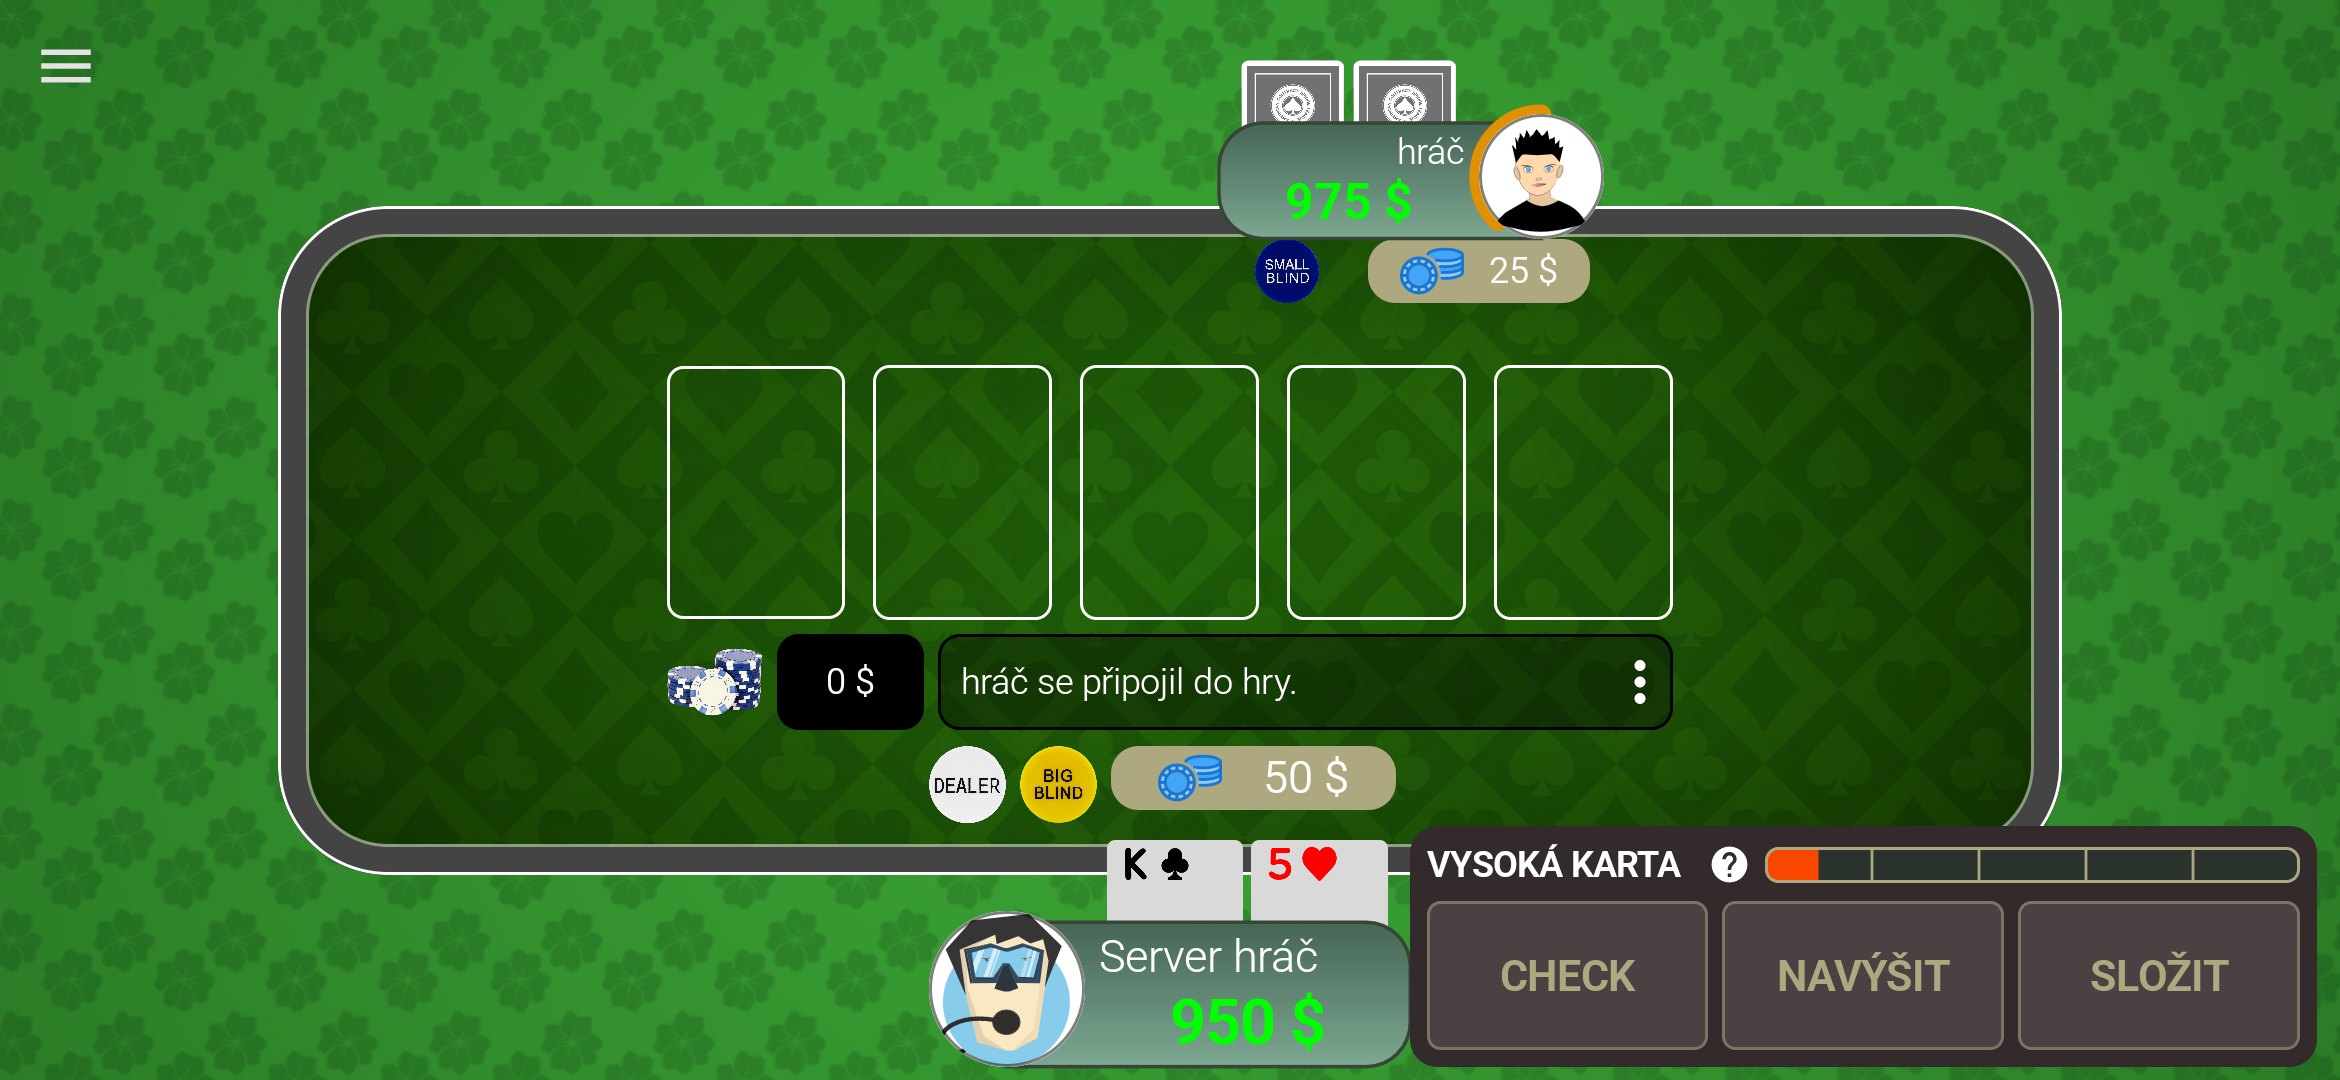 hráč
975 $
SMALL
BLIND
25 $
0 $
hráč se připojil do hry.
DEALER
BIG
BLIND
50 $
K
5
VYSOKÁ KARTA
?
Server hráč
950 $
CHECK
NAVÝŠIT
SLOŽIT